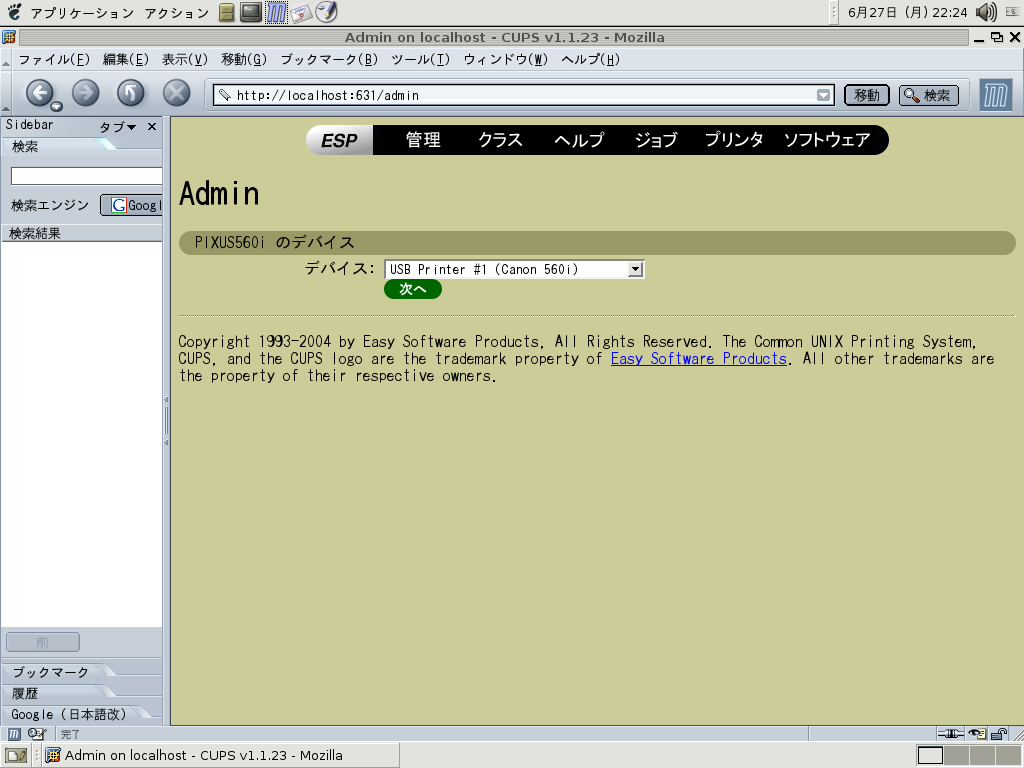 アプリケーション アクション 6月27日 (月) 22:24
Admin on localhost - CUPS v1.1.23 - Mozilla
ファイル(F) 編集(E) 表示(V) 移動(G) ブックマーク(B) ツール(T) ウィンドウ(W) ヘルプ(H)
http://localhost:631/admin 移動 検索
Sidebar タブ
検索
検索エンジン Googl
検索結果
前
ブックマーク
履歴
Google (日本語改)
ESP 管理 クラス ヘルプ ジョブ プリンタ ソフトウェア
Admin
PIXUS560i のデバイス
デバイス: USB Printer #1 (Canon 560i)
次へ
Copyright 1993-2004 by Easy Software Products, All Rights Reserved. The Common UNIX Printing System,
CUPS, and the CUPS logo are the trademark property of Easy Software Products. All other trademarks are
the property of their respective owners.
完了
Admin on localhost - CUPS v1.1.23 - Mozilla